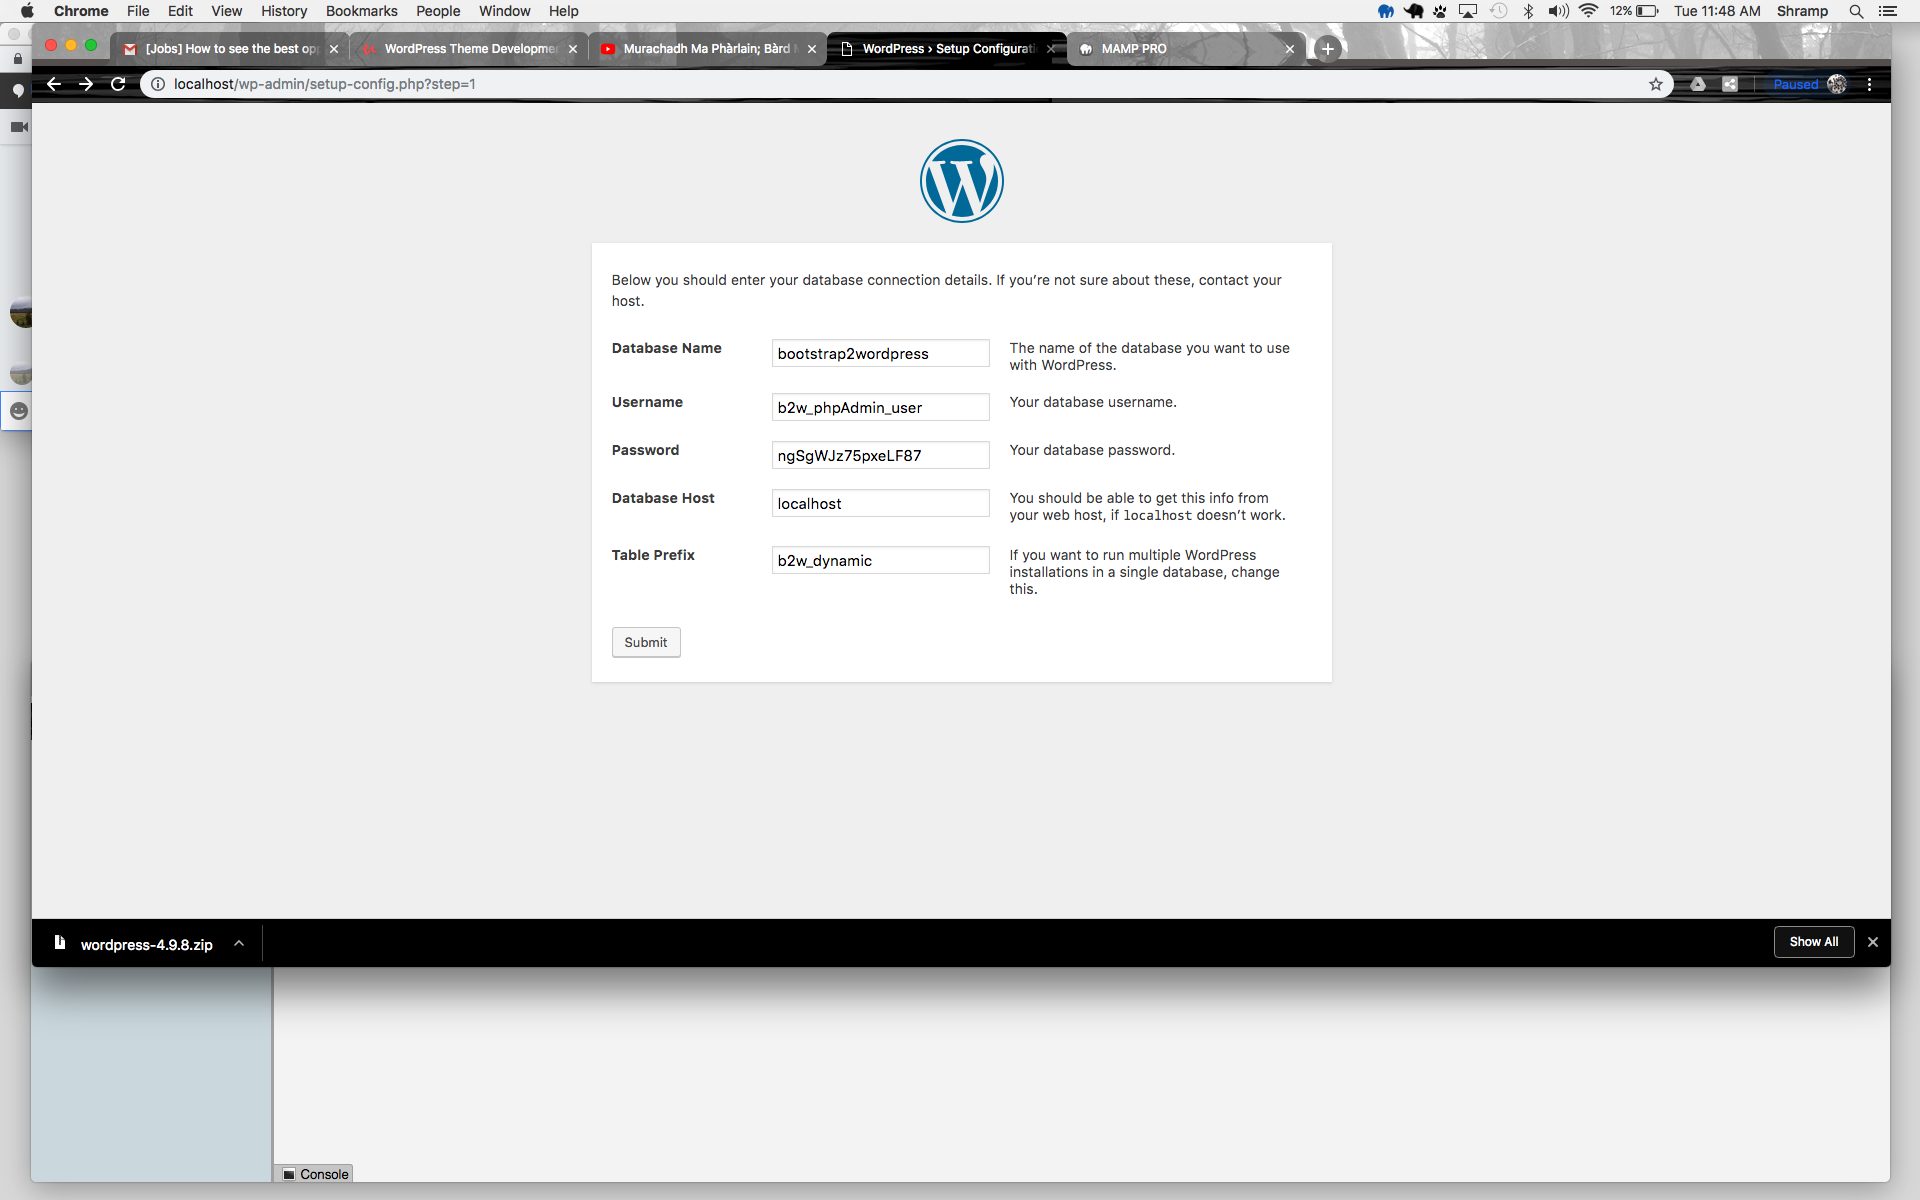 Chrome File Edit View History Bookmarks People Window Help 12% Tue 11:48 AM Shramp
[Jobs] How to see the best op
WordPress Theme Developme
Murachadh Ma Phàrlain; Bàrd
WordPress › Setup Configurati
MAMP PRO
localhost/wp-admin/setup-config.php?step=1
Paused
Below you should enter your database connection details. If you’re not sure about these, contact your
host.
Database Name
bootstrap2wordpress
The name of the database you want to use
with WordPress.
Username
b2w_phpAdmin_user
Your database username.
Password
ngSgWJz75pxeLF87
Your database password.
Database Host
localhost
You should be able to get this info from
your web host, if localhost doesn’t work.
Table Prefix
b2w_dynamic
If you want to run multiple WordPress
installations in a single database, change
this.
Submit
wordpress-4.9.8.zip
Show All
Console